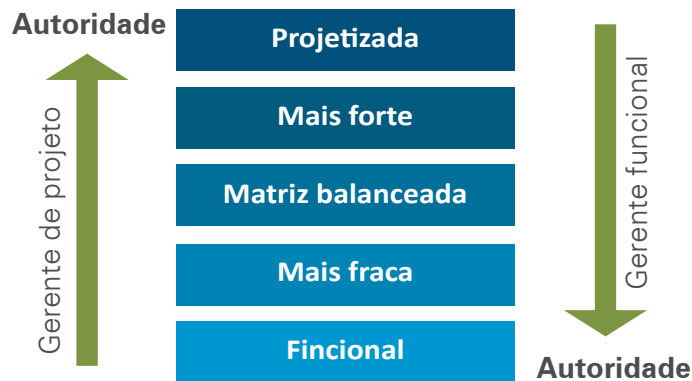 Autoridade
Gerente de projeto
Projetizada
Mais forte
Matriz balanceada
Mais fraca
Fincional
Gerente funcional
Autoridade